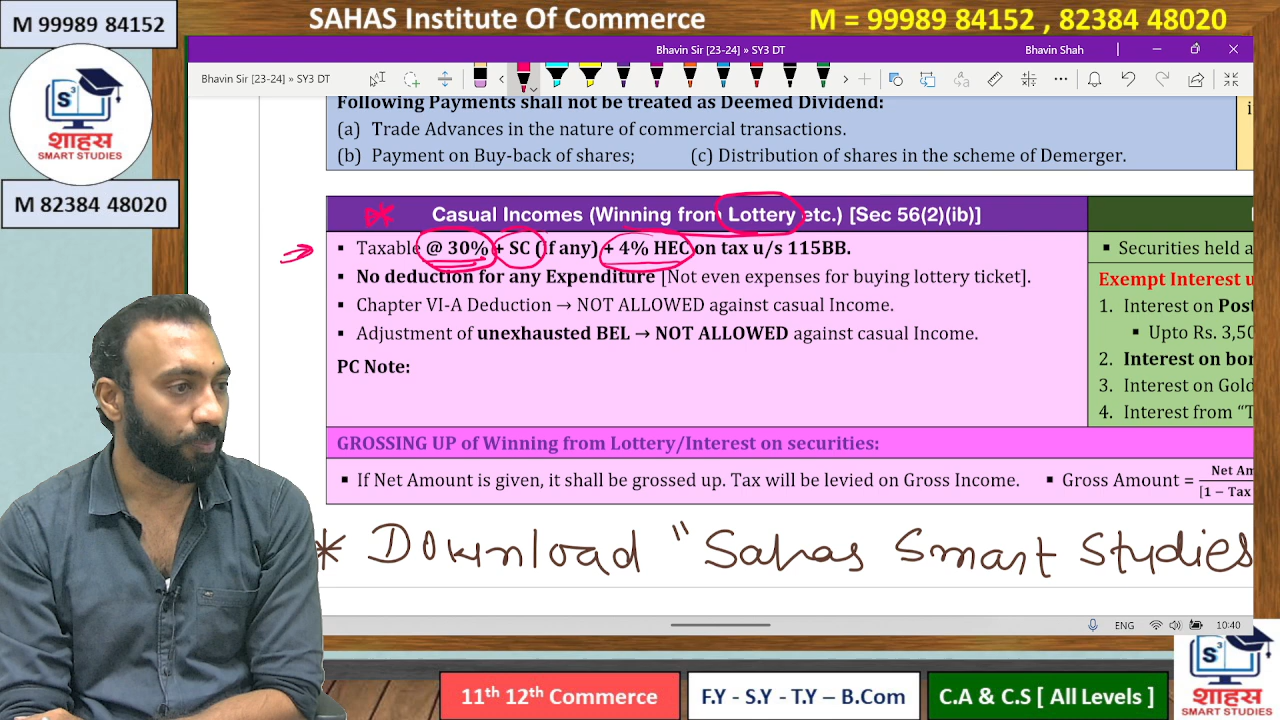 M 99989 84152
SAHAS Institute Of Commerce
M = 99989 84152 , 82384 48020
S³
शाहस
SMART STUDIES
M 82384 48020
Bhavin Sir [23-24] » SY3 DT
Bhavin Shah
Bhavin Sir [23-24] » SY3 DT
Following Payments shall not be treated as Deemed Dividend:
(a) Trade Advances in the nature of commercial transactions.
(b) Payment on Buy-back of shares; (c) Distribution of shares in the scheme of Demerger.
Casual Incomes (Winning from Lottery etc.) [Sec 56(2)(ib)]
▪ Taxable @ 30% + SC (if any) + 4% HEC on tax u/s 115BB.
▪ No deduction for any Expenditure [Not even expenses for buying lottery ticket].
▪ Chapter VI-A Deduction → NOT ALLOWED against casual Income.
▪ Adjustment of unexhausted BEL → NOT ALLOWED against casual Income.
PC Note:
▪ Securities held a
Exempt Interest u
1. Interest on Post
▪ Upto Rs. 3,50
2. Interest on bon
3. Interest on Gold
4. Interest from “T
GROSSING UP of Winning from Lottery/Interest on securities:
▪ If Net Amount is given, it shall be grossed up. Tax will be levied on Gross Income.
▪ Gross Amount = Net Am
[1 − Tax
* Download "Sahas Smart Studies
ENG
10:40
11th 12th Commerce
F.Y - S.Y - T.Y – B.Com
C.A & C.S [ All Levels ]
S³
शाहस
SMART STUDIES